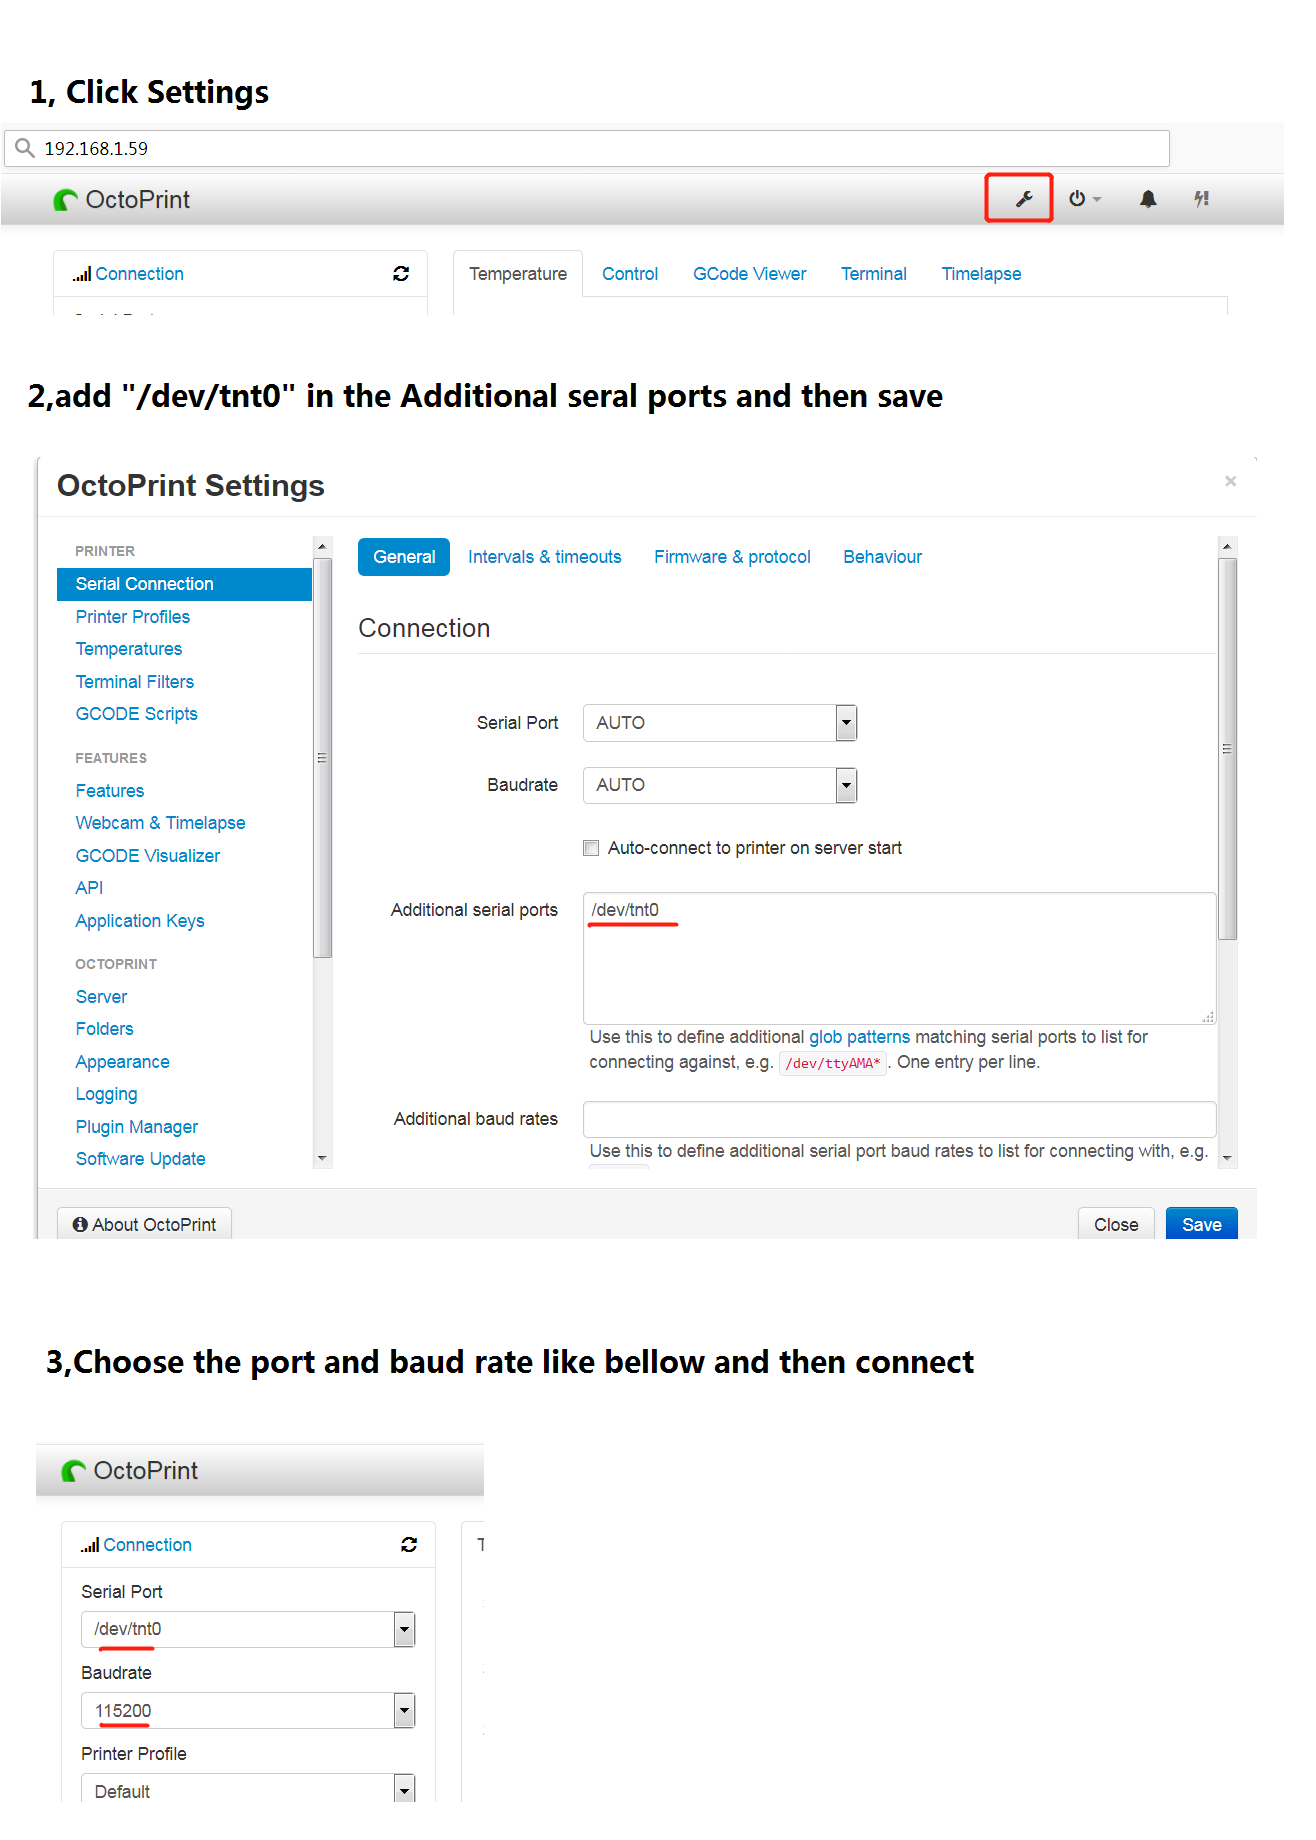 1, Click Settings
192.168.1.59
OctoPrint
Connection
Temperature Control GCode Viewer Terminal Timelapse
2,add "/dev/tnt0" in the Additional seral ports and then save
OctoPrint Settings
PRINTER
Serial Connection
Printer Profiles
Temperatures
Terminal Filters
GCODE Scripts
FEATURES
Features
Webcam & Timelapse
GCODE Visualizer
API
Application Keys
OCTOPRINT
Server
Folders
Appearance
Logging
Plugin Manager
Software Update
General Intervals & timeouts Firmware & protocol Behaviour
Connection
Serial Port AUTO
Baudrate AUTO
Auto-connect to printer on server start
Additional serial ports /dev/tnt0
Use this to define additional glob patterns matching serial ports to list for
connecting against, e.g. /dev/ttyAMA* . One entry per line.
Additional baud rates
Use this to define additional serial port baud rates to list for connecting with, e.g.
About OctoPrint Close Save
3,Choose the port and baud rate like bellow and then connect
OctoPrint
Connection
Serial Port
/dev/tnt0
Baudrate
115200
Printer Profile
Default